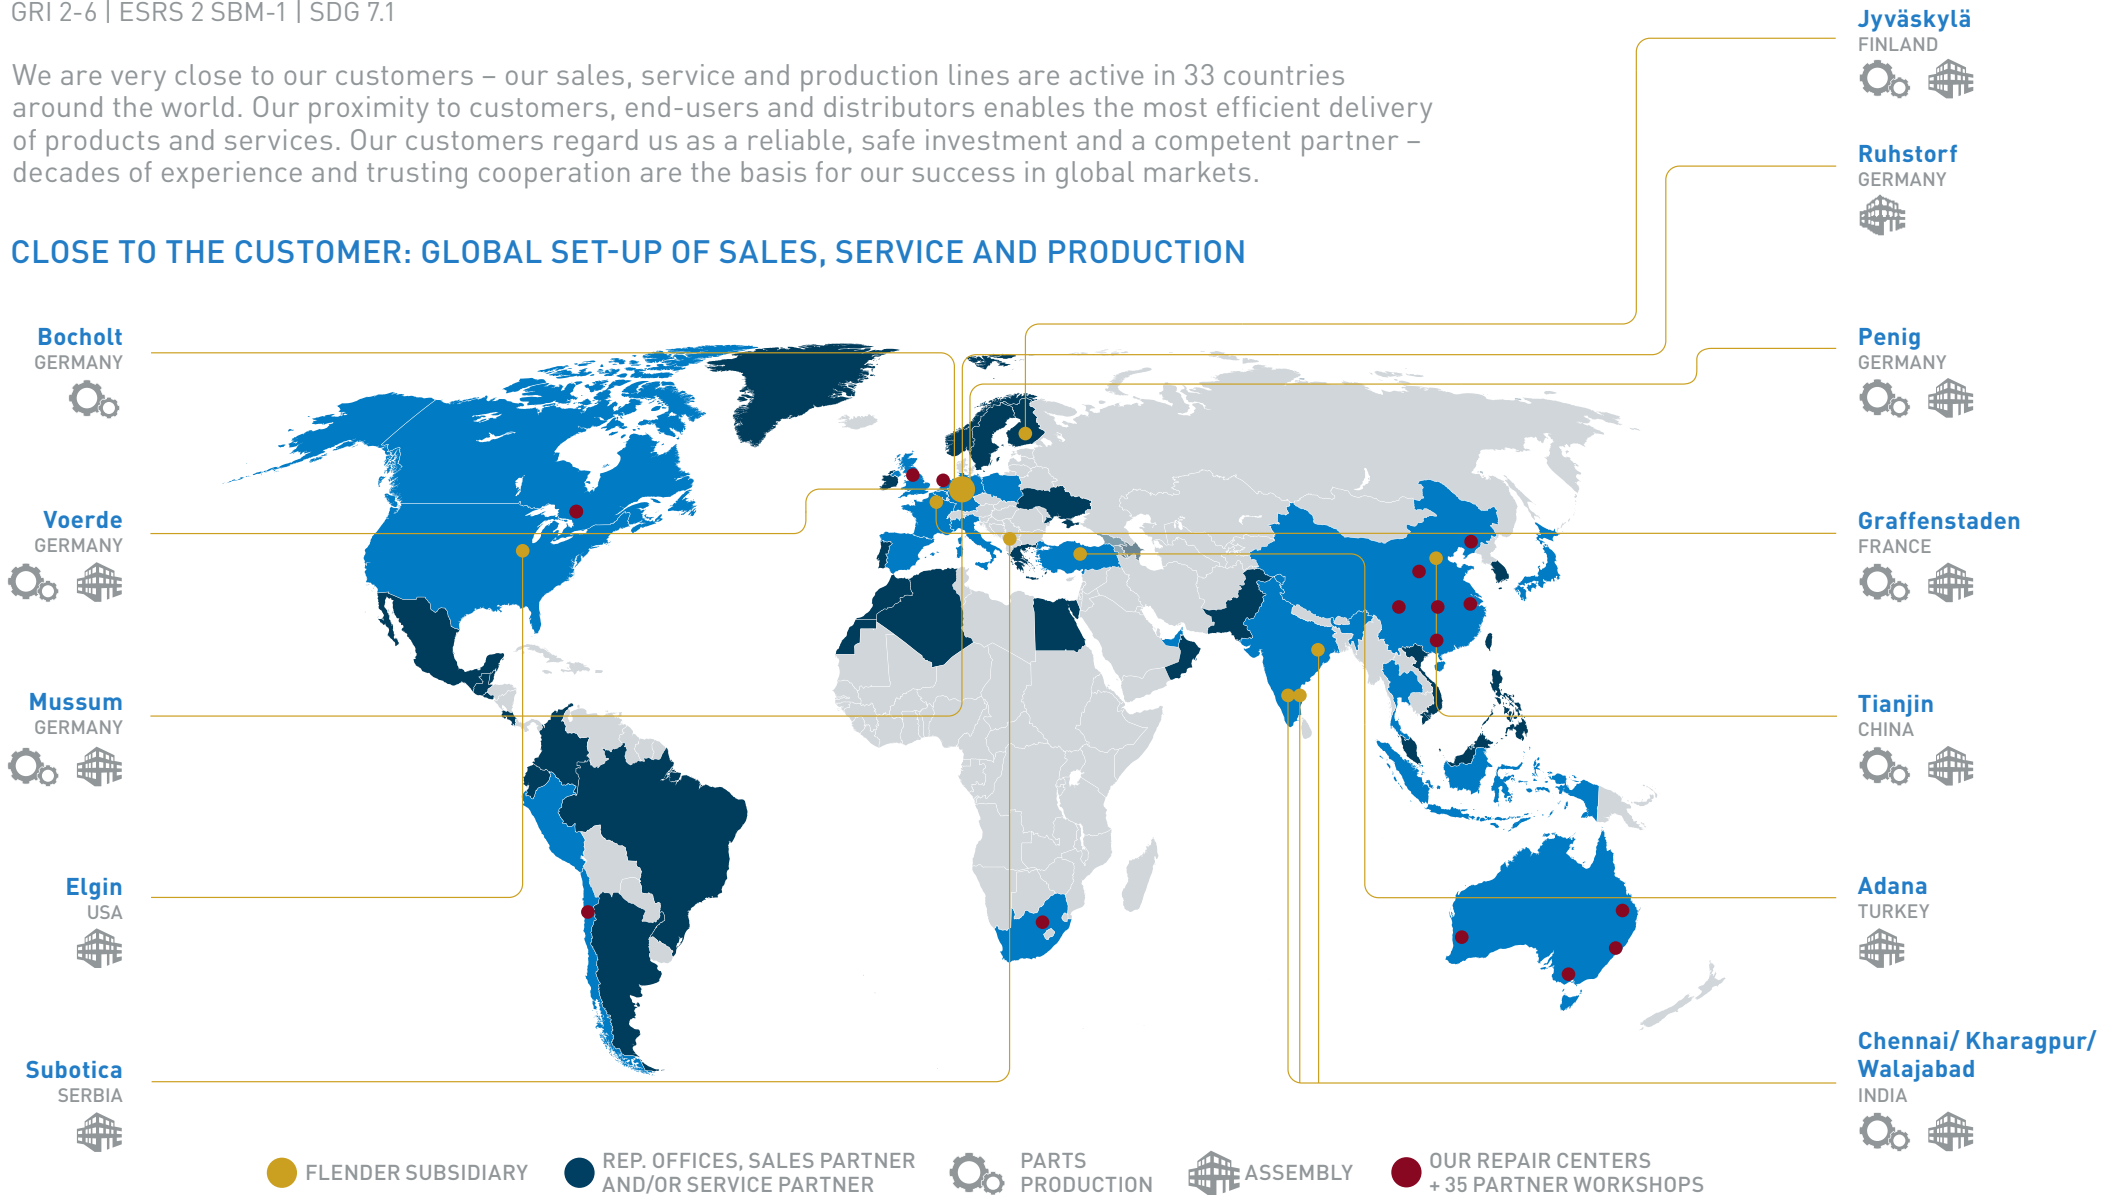 GRI 2-6 | ESRS 2 SBM-1 | SDG 7.1
We are very close to our customers – our sales, service and production lines are active in 33 countries
around the world. Our proximity to customers, end-users and distributors enables the most efficient delivery
of products and services. Our customers regard us as a reliable, safe investment and a competent partner –
decades of experience and trusting cooperation are the basis for our success in global markets.
CLOSE TO THE CUSTOMER: GLOBAL SET-UP OF SALES, SERVICE AND PRODUCTION
Bocholt
GERMANY
Voerde
GERMANY
Mussum
GERMANY
Elgin
USA
Subotica
SERBIA
Jyväskylä
FINLAND
Ruhstorf
GERMANY
Penig
GERMANY
Graffenstaden
FRANCE
Tianjin
CHINA
Adana
TURKEY
Chennai/ Kharagpur/
Walajabad
INDIA
FLENDER SUBSIDIARY
REP. OFFICES, SALES PARTNER
AND/OR SERVICE PARTNER
PARTS
PRODUCTION
ASSEMBLY
OUR REPAIR CENTERS
+ 35 PARTNER WORKSHOPS